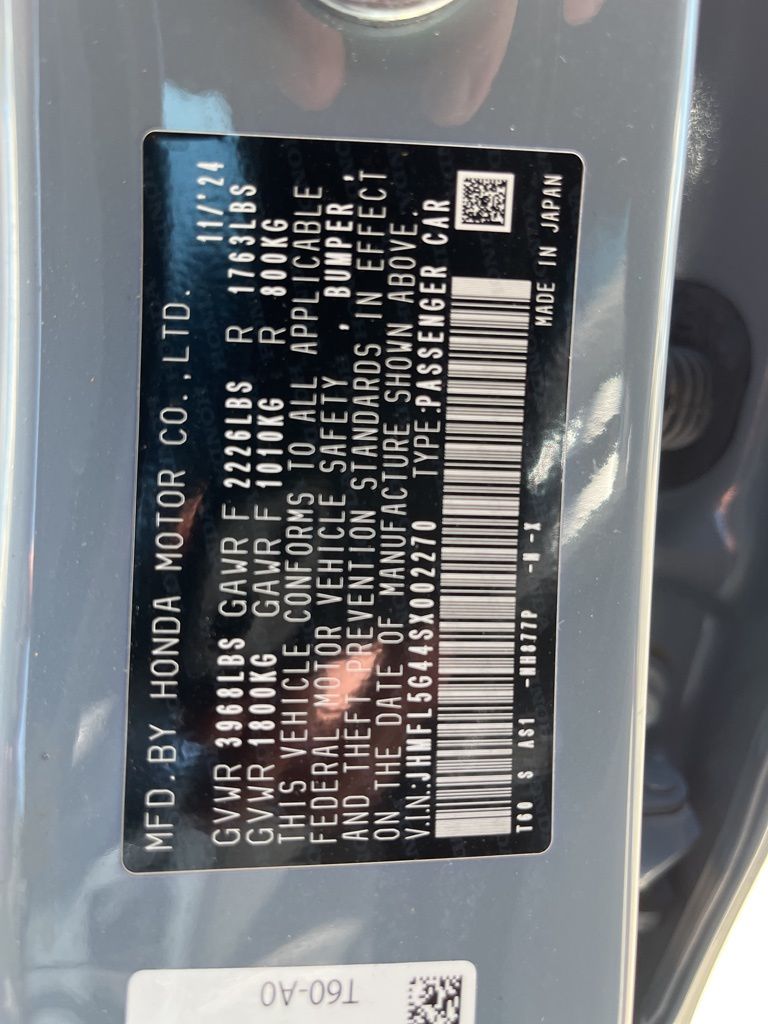 MFD.BY HONDA MOTOR CO.,LTD. 11/'24
GVWR 3968LBS GAWR F 2226LBS R 1763LBS
GVWR 1800KG GAWR F 1010KG R 800KG
THIS VEHICLE CONFORMS TO ALL APPLICABLE
FEDERAL MOTOR VEHICLE SAFETY , BUMPER ,
AND THEFT PREVENTION STANDARDS IN EFFECT
ON THE DATE OF MANUFACTURE SHOWN ABOVE.
V.I.N:JHMFL5G44SX002270 TYPE:PASSENGER CAR
T60 S AS1 -NH877P -N -X MADE IN JAPAN
T60-A0